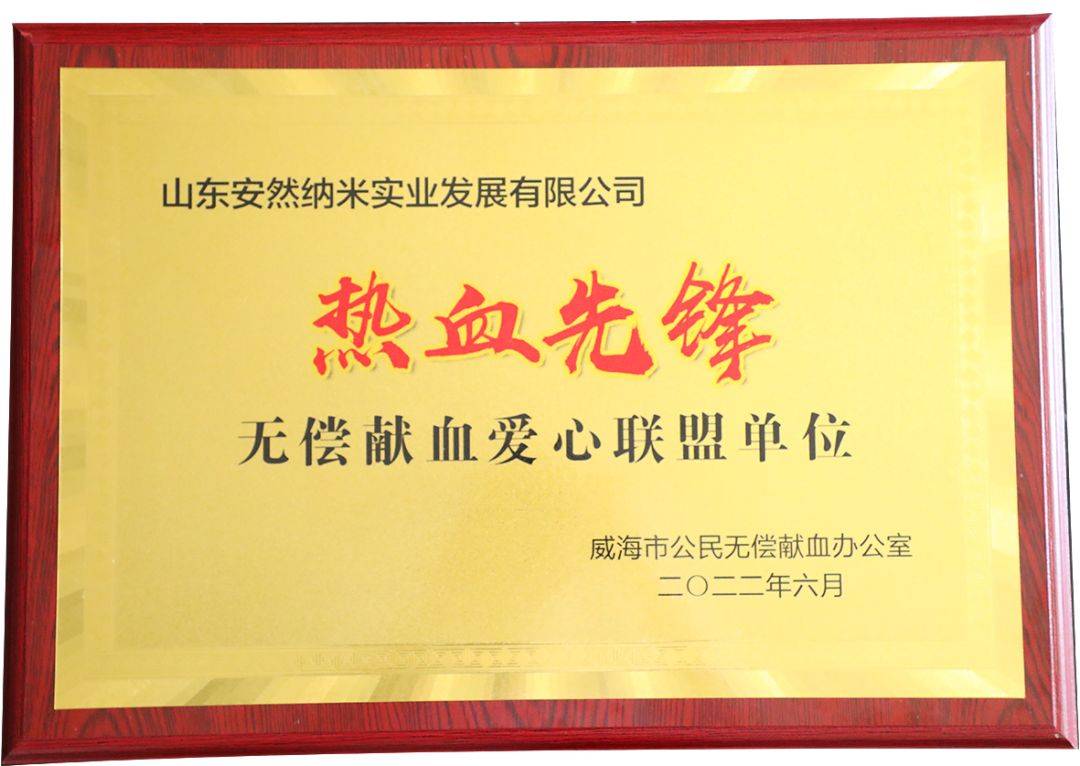 山东安然纳米实业发展有限公司
热血先锋
无偿献血爱心联盟单位
威海市公民无偿献血办公室
二〇二二年六月